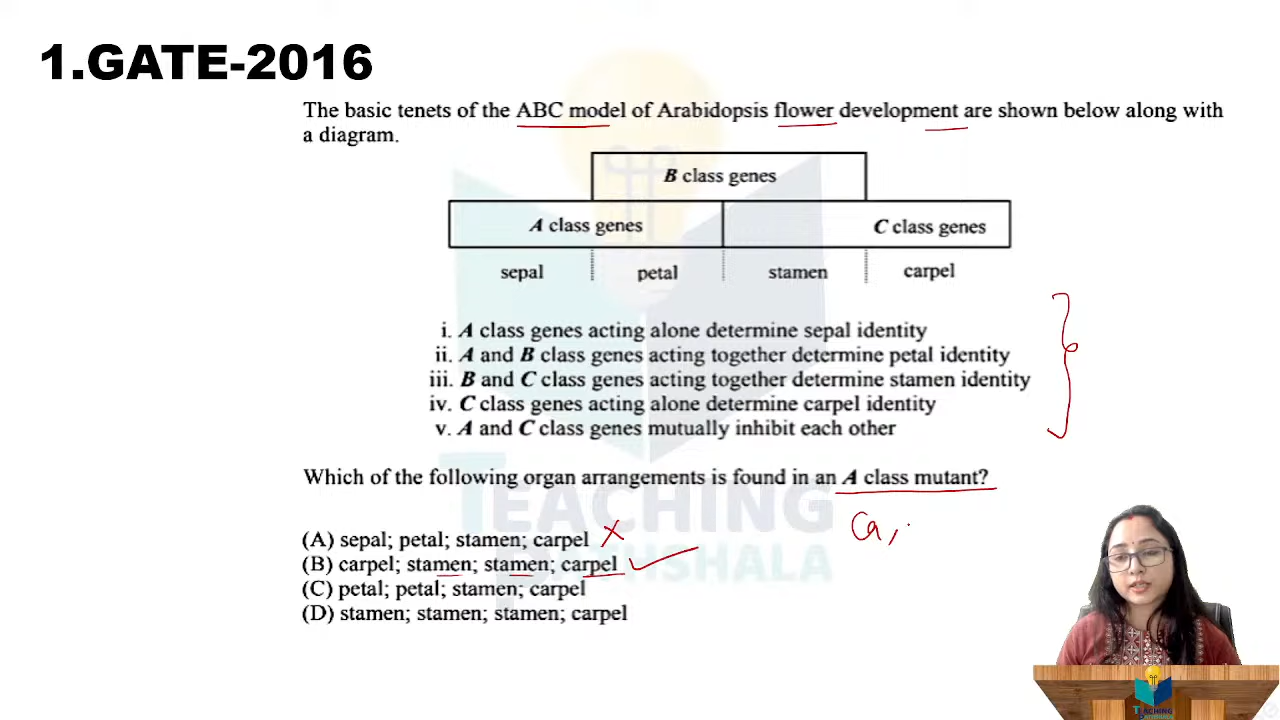 1.GATE-2016
The basic tenets of the ABC model of Arabidopsis flower development are shown below along with
a diagram.
B class genes
A class genes C class genes
sepal petal stamen carpel
i. A class genes acting alone determine sepal identity
ii. A and B class genes acting together determine petal identity
iii. B and C class genes acting together determine stamen identity
iv. C class genes acting alone determine carpel identity
v. A and C class genes mutually inhibit each other
Which of the following organ arrangements is found in an A class mutant?
(A) sepal; petal; stamen; carpel
(B) carpel; stamen; stamen; carpel
(C) petal; petal; stamen; carpel
(D) stamen; stamen; stamen; carpel
Ca
TEACHING
PATHSHALA